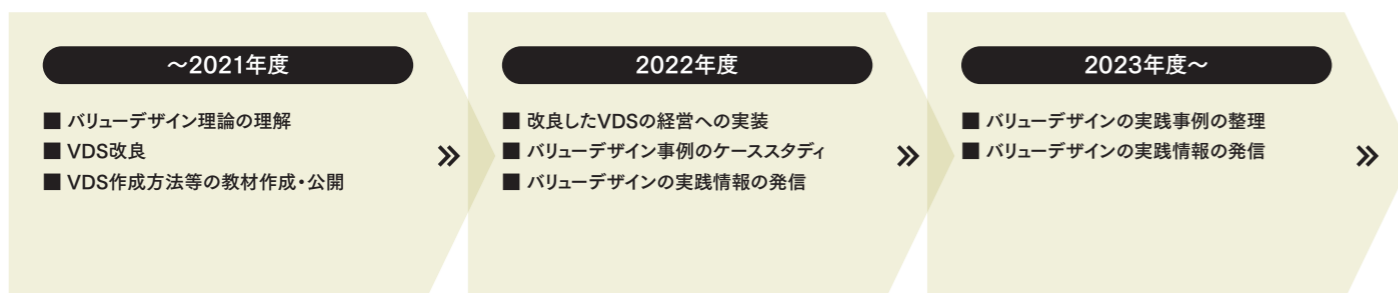 ～2021年度
■ バリューデザイン理論の理解
■ VDS改良
■ VDS作成方法等の教材作成・公開
2022年度
■ 改良したVDSの経営への実装
■ バリューデザイン事例のケーススタディ
■ バリューデザインの実践情報の発信
2023年度～
■ バリューデザインの実践事例の整理
■ バリューデザインの実践情報の発信